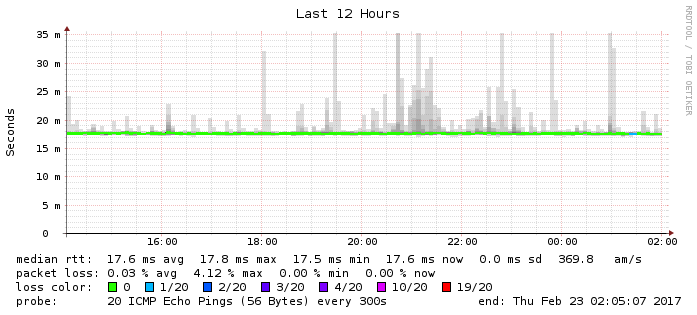 Last 12 Hours
RRDTOOL / TOBI OETIKER
Seconds
35 m
30 m
25 m
20 m
15 m
10 m
5 m
0
16:00 18:00 20:00 22:00 00:00 02:00
median rtt: 17.6 ms avg 17.8 ms max 17.5 ms min 17.6 ms now 0.0 ms sd 369.8 am/s
packet loss: 0.03 % avg 4.12 % max 0.00 % min 0.00 % now
loss color: 0 1/20 2/20 3/20 4/20 10/20 19/20
probe: 20 ICMP Echo Pings (56 Bytes) every 300s end: Thu Feb 23 02:05:07 2017